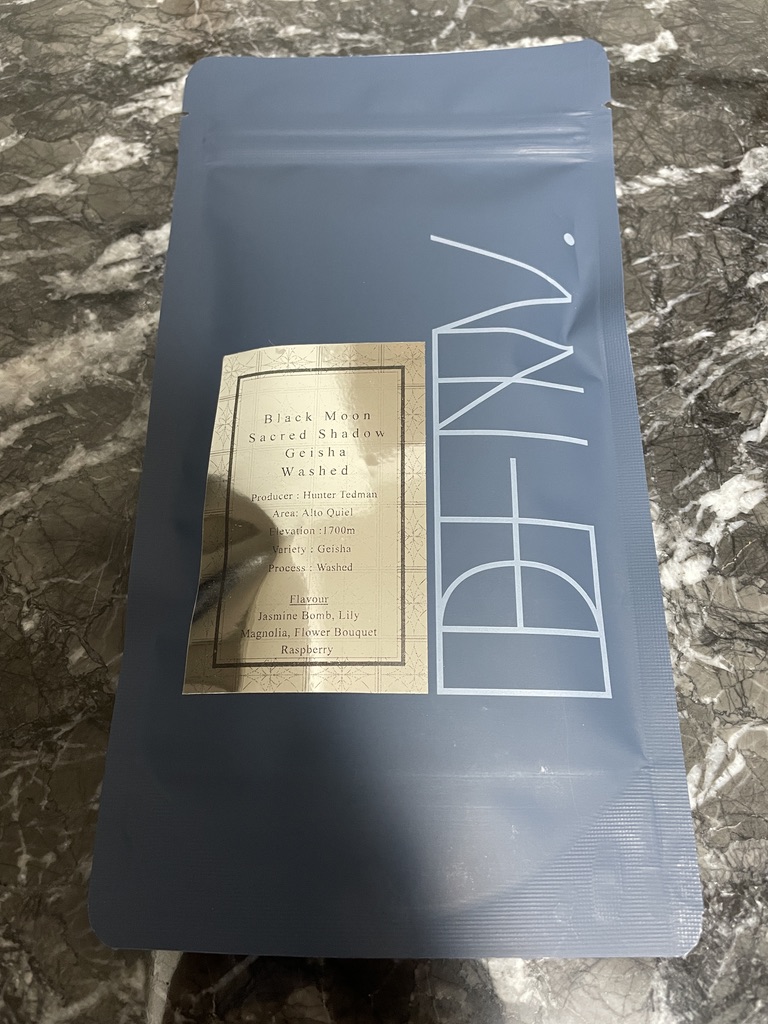 Black Moon
Sacred Shadow
Geisha
Washed
Producer : Hunter Tedman
Area: Alto Quiel
Elevation :1700m
Variety : Geisha
Process : Washed
Flavour
Jasmine Bomb, Lily
Magnolia, Flower Bouquet
Raspberry